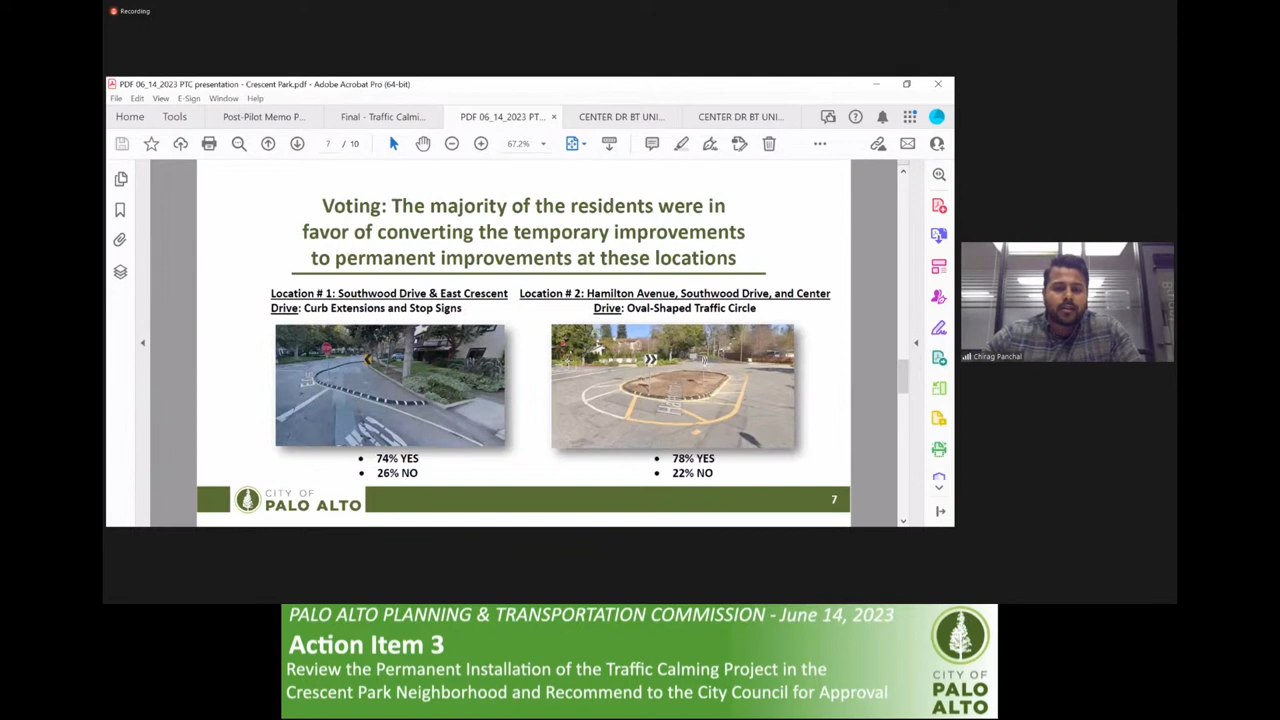 Recording
PDF 06_14_2023 PTC presentation - Crescent Park.pdf - Adobe Acrobat Pro (64-bit)
File Edit View E-Sign Window Help
Home Tools Post-Pilot Memo P... Final - Traffic Calmi... PDF 06_14_2023 PT... CENTER DR BT UNI... CENTER DR BT UNI...
7 / 10 67.2%
Voting: The majority of the residents were in
favor of converting the temporary improvements
to permanent improvements at these locations
Location # 1: Southwood Drive & East Crescent
Drive: Curb Extensions and Stop Signs
Location # 2: Hamilton Avenue, Southwood Drive, and Center
Drive: Oval-Shaped Traffic Circle
• 74% YES
• 26% NO
• 78% YES
• 22% NO
CITY OF
PALO ALTO
7
Chirag Panchal
PALO ALTO PLANNING & TRANSPORTATION COMMISSION - June 14, 2023
Action Item 3
Review the Permanent Installation of the Traffic Calming Project in the
Crescent Park Neighborhood and Recommend to the City Council for Approval
CITY OF
PALO
ALTO